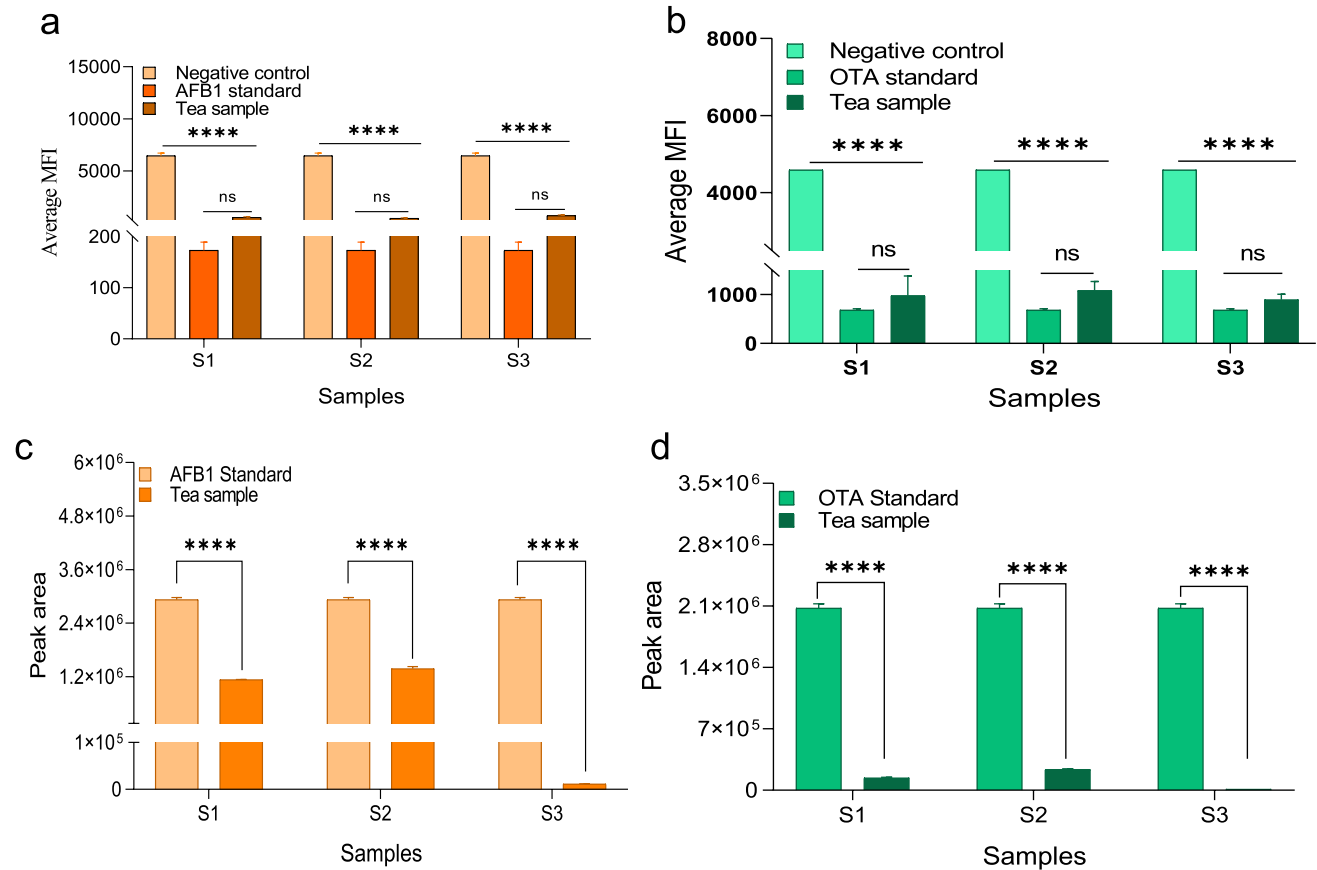 a
15000
10000
5000
200
100
0
Average MFI
Negative control
AFB1 standard
Tea sample
****
****
****
ns
ns
ns
S1 S2 S3
Samples
b
8000
6000
4000
1000
0
Average MFI
Negative control
OTA standard
Tea sample
****
****
****
ns
ns
ns
S1 S2 S3
Samples
c
6×10⁶
4.8×10⁶
3.6×10⁶
2.4×10⁶
1.2×10⁶
1×10⁵
0
Peak area
AFB1 Standard
Tea sample
****
****
****
S1 S2 S3
Samples
d
3.5×10⁶
2.8×10⁶
2.1×10⁶
1.4×10⁶
7×10⁵
0
Peak area
OTA Standard
Tea sample
****
****
****
S1 S2 S3
Samples